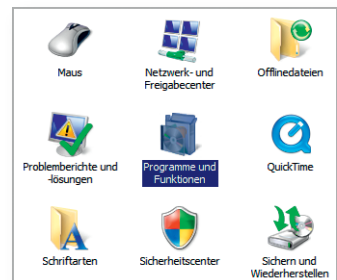 Maus
Netzwerk- und
Freigabecenter
Offlinedateien
Problemberichte und
-lösungen
Programme und
Funktionen
QuickTime
Schriftarten
Sicherheitscenter
Sichern und
Wiederherstellen